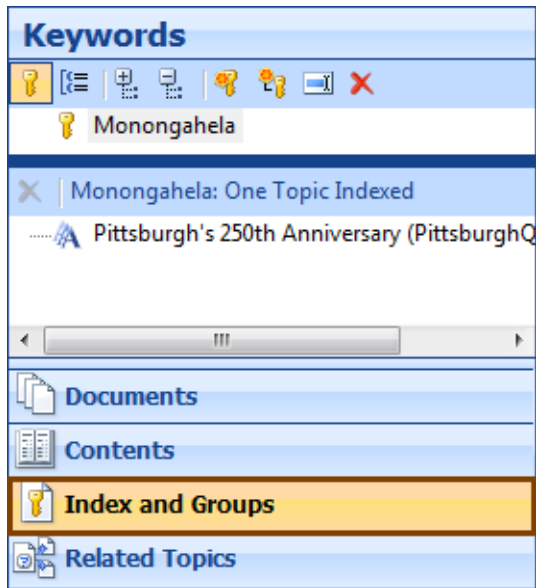 Keywords
Monongahela
Monongahela: One Topic Indexed
Pittsburgh's 250th Anniversary (PittsburghQ
Documents
Contents
Index and Groups
Related Topics